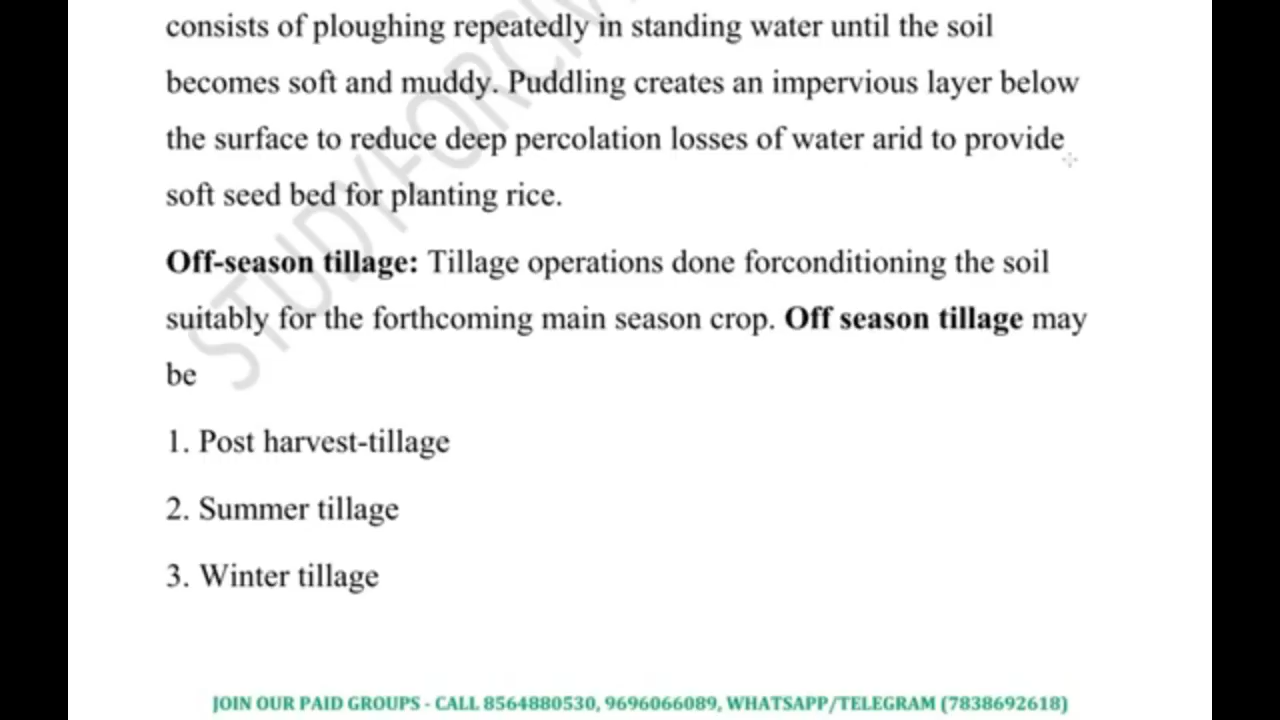 consists of ploughing repeatedly in standing water until the soil
becomes soft and muddy. Puddling creates an impervious layer below
the surface to reduce deep percolation losses of water arid to provide
soft seed bed for planting rice.
Off-season tillage: Tillage operations done forconditioning the soil
suitably for the forthcoming main season crop. Off season tillage may
be
1. Post harvest-tillage
2. Summer tillage
3. Winter tillage
JOIN OUR PAID GROUPS - CALL 8564880530, 9696066089, WHATSAPP/TELEGRAM (7838692618)